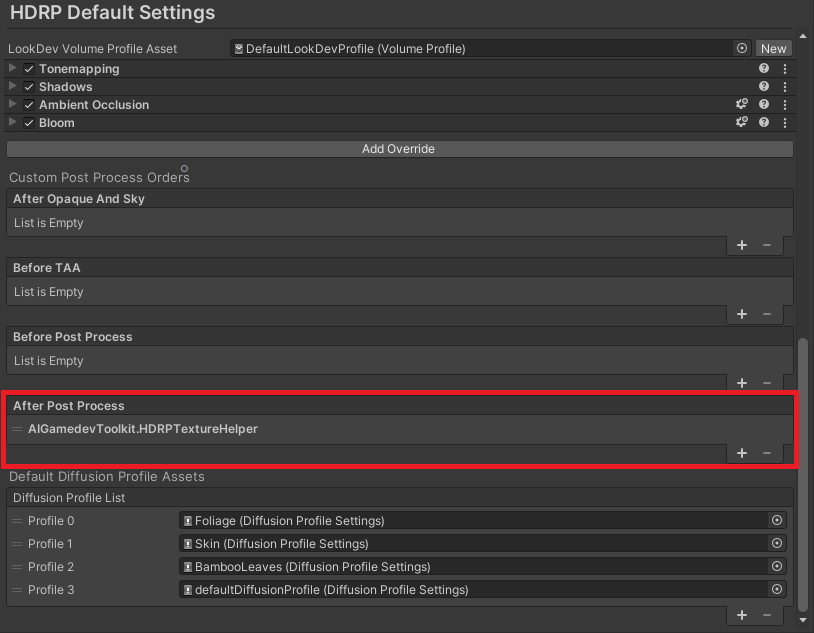 HDRP Default Settings
LookDev Volume Profile Asset DefaultLookDevProfile (Volume Profile) New
Tonemapping
Shadows
Ambient Occlusion
Bloom
Add Override
Custom Post Process Orders
After Opaque And Sky
List is Empty
Before TAA
List is Empty
Before Post Process
List is Empty
After Post Process
AIGamedevToolkit.HDRPTextureHelper
Default Diffusion Profile Assets
Diffusion Profile List
Profile 0 Foliage (Diffusion Profile Settings)
Profile 1 Skin (Diffusion Profile Settings)
Profile 2 BambooLeaves (Diffusion Profile Settings)
Profile 3 defaultDiffusionProfile (Diffusion Profile Settings)